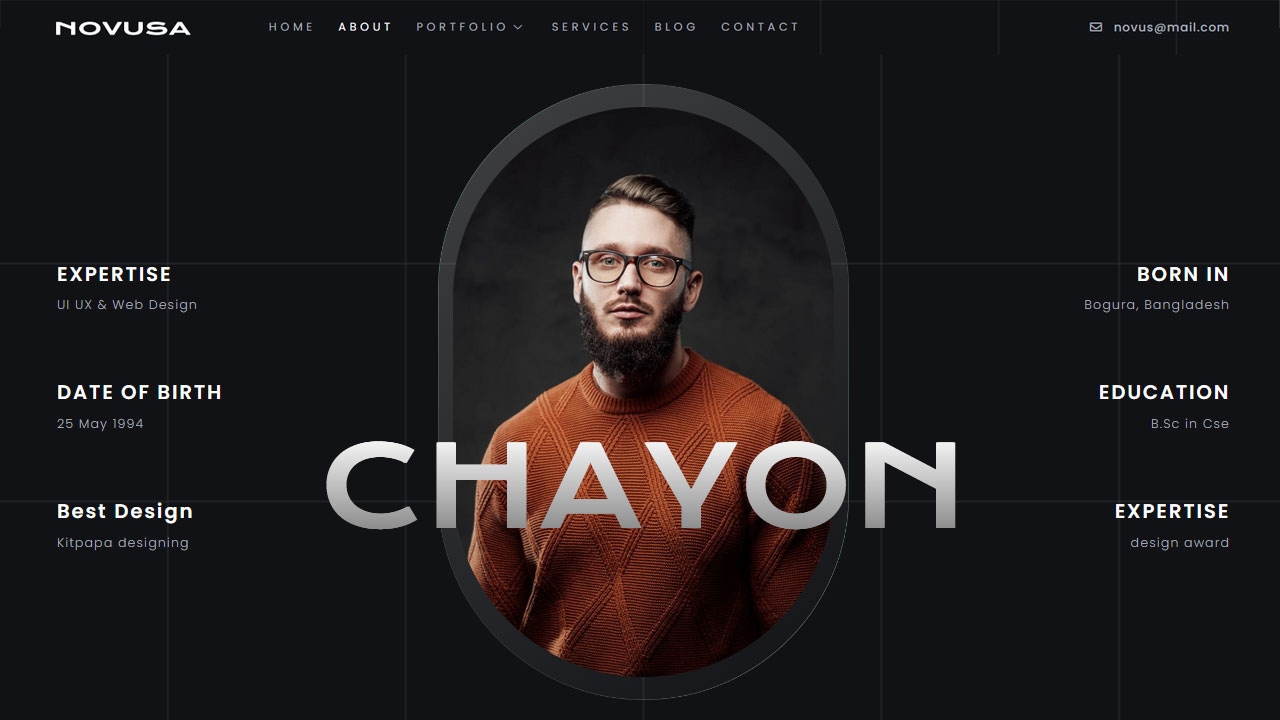 NOVUSA
HOME ABOUT PORTFOLIO SERVICES BLOG CONTACT
novus@mail.com
EXPERTISE
UI UX & Web Design
DATE OF BIRTH
25 May 1994
Best Design
Kitpapa designing
CHAYON
BORN IN
Bogura, Bangladesh
EDUCATION
B.Sc in Cse
EXPERTISE
design award